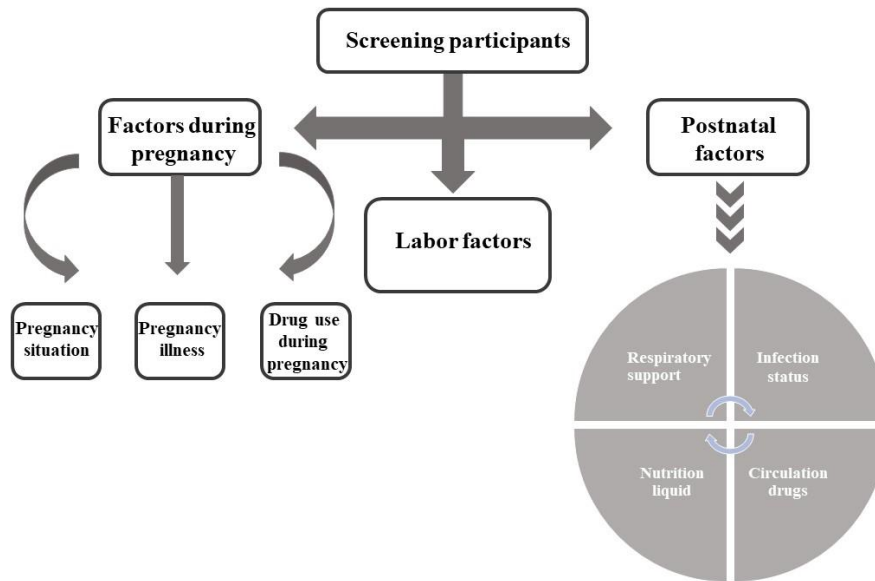 Screening participants
Factors during
pregnancy
Postnatal
factors
Labor factors
Pregnancy
situation
Pregnancy
illness
Drug use
during
pregnancy
Respiratory
support
Infection
status
Nutrition
liquid
Circulation
drugs